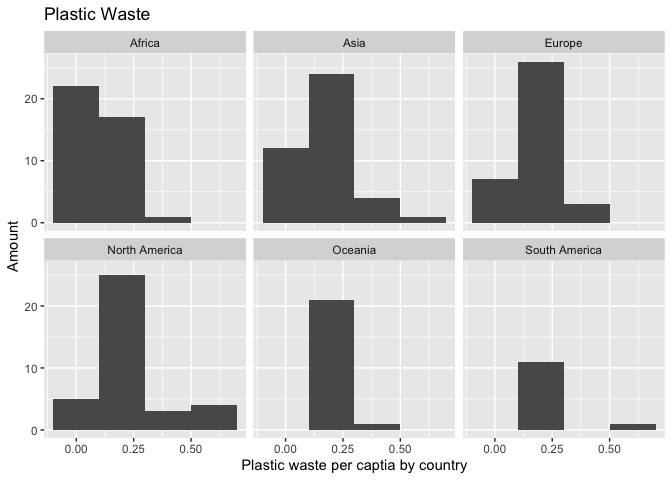 Plastic Waste
Africa Asia Europe
20
10
0
North America Oceania South America
20
10
0
0.00 0.25 0.50 0.00 0.25 0.50 0.00 0.25 0.50
Amount
Plastic waste per captia by country